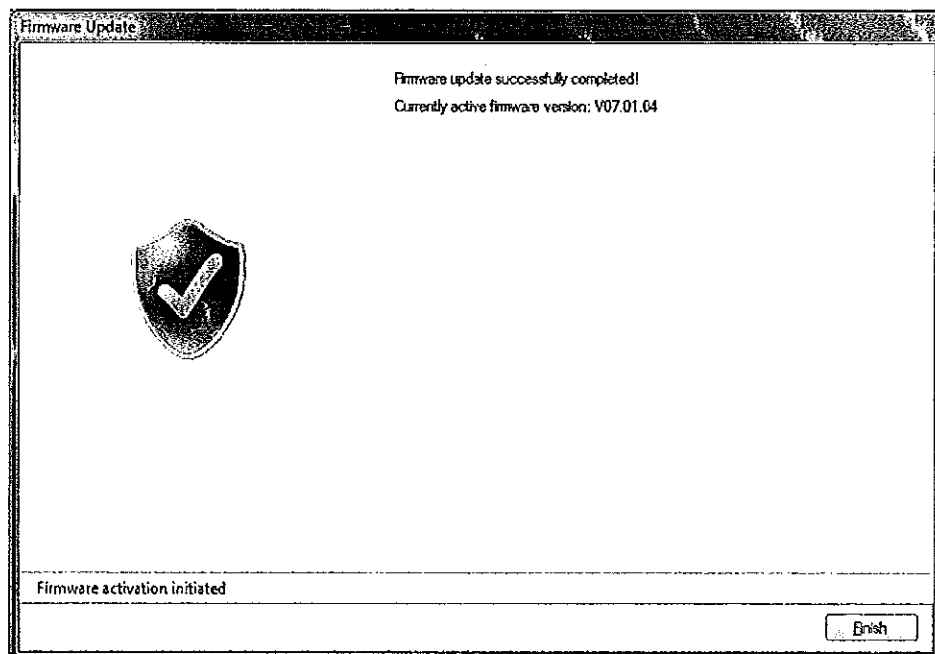 Firmware Update
Firmware update successfully completed!
Currently active firmware version: V07.01.04
Firmware activation initiated
Finish